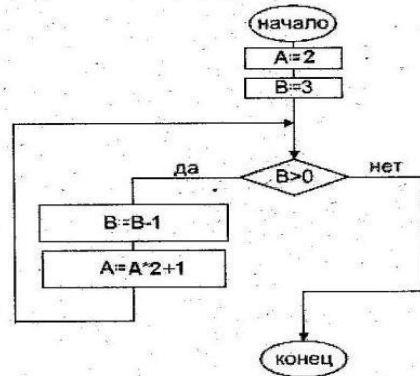 начало
A:=2
B:=3
B>0
да
нет
B:=B-1
A:=A*2+1
конец